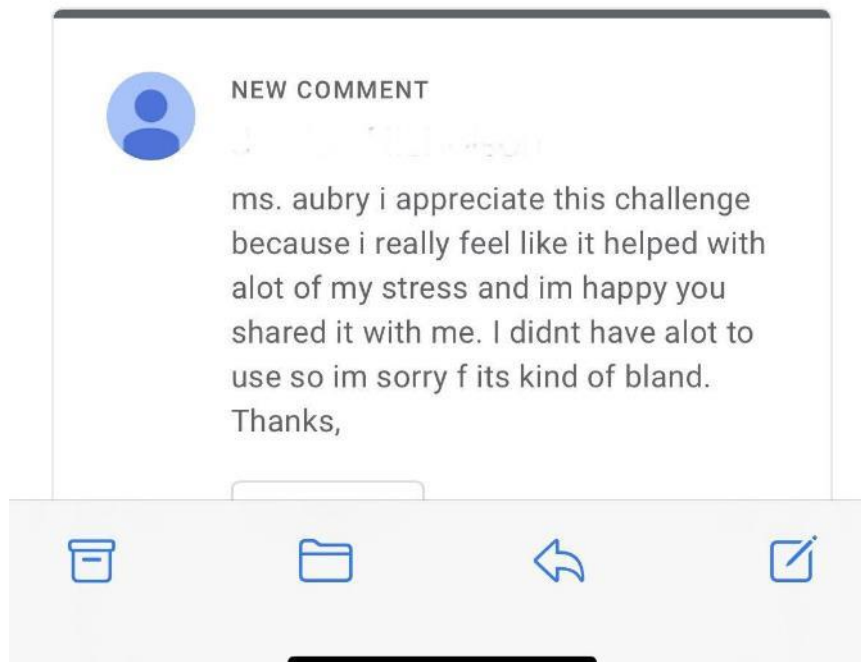 NEW COMMENT
ms. aubry i appreciate this challenge
because i really feel like it helped with
alot of my stress and im happy you
shared it with me. I didnt have alot to
use so im sorry f its kind of bland.
Thanks,